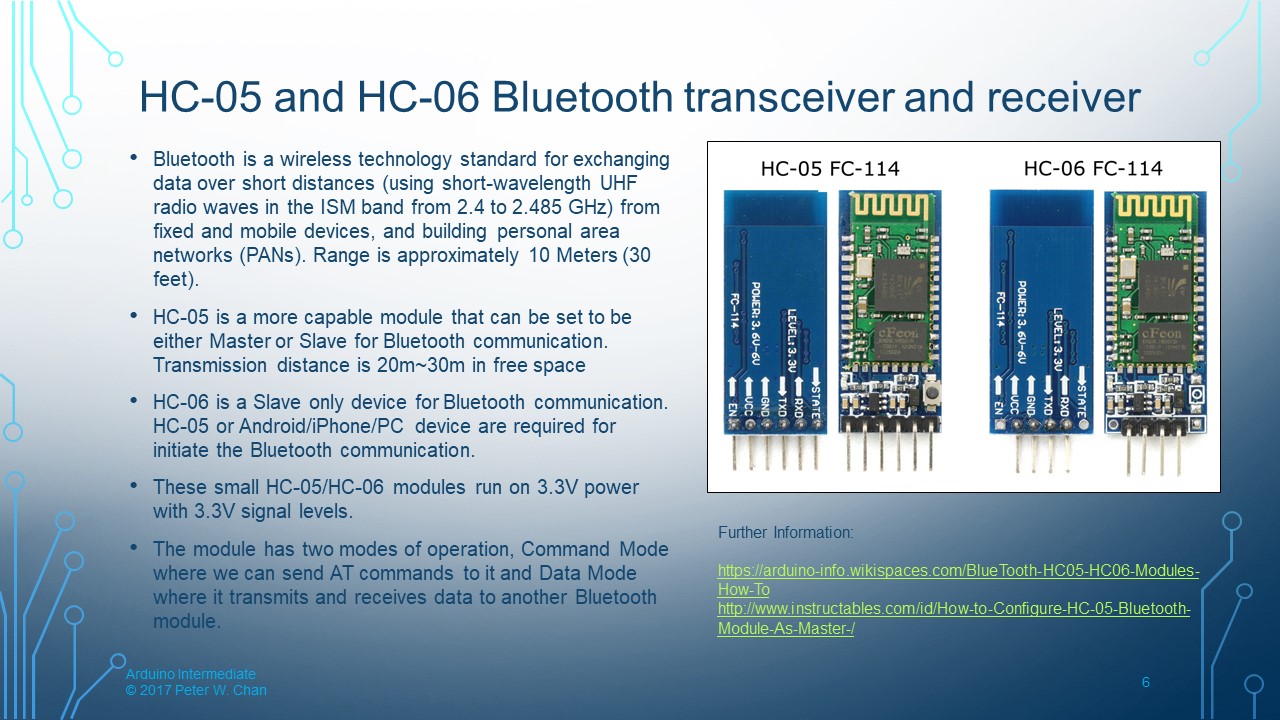 HC-05 and HC-06 Bluetooth transceiver and receiver
• Bluetooth is a wireless technology standard for exchanging
data over short distances (using short-wavelength UHF
radio waves in the ISM band from 2.4 to 2.485 GHz) from
fixed and mobile devices, and building personal area
networks (PANs). Range is approximately 10 Meters (30
feet).
• HC-05 is a more capable module that can be set to be
either Master or Slave for Bluetooth communication.
Transmission distance is 20m~30m in free space
• HC-06 is a Slave only device for Bluetooth communication.
HC-05 or Android/iPhone/PC device are required for
initiate the Bluetooth communication.
• These small HC-05/HC-06 modules run on 3.3V power
with 3.3V signal levels.
• The module has two modes of operation, Command Mode
where we can send AT commands to it and Data Mode
where it transmits and receives data to another Bluetooth
module.
HC-05 FC-114
FC-114
POWER:3.6V-6V
LEVEL:3.3V
EN
VCC
GND
TXD
RXD
STATE
cFeon
HC-06 FC-114
FC-114
POWER:3.6V-6V
LEVEL:3.3V
EN
VCC
GND
TXD
RXD
STATE
cFeon
Further Information:
https://arduino-info.wikispaces.com/BlueTooth-HC05-HC06-Modules-
How-To
http://www.instructables.com/id/How-to-Configure-HC-05-Bluetooth-
Module-As-Master-/
Arduino Intermediate
© 2017 Peter W. Chan
6